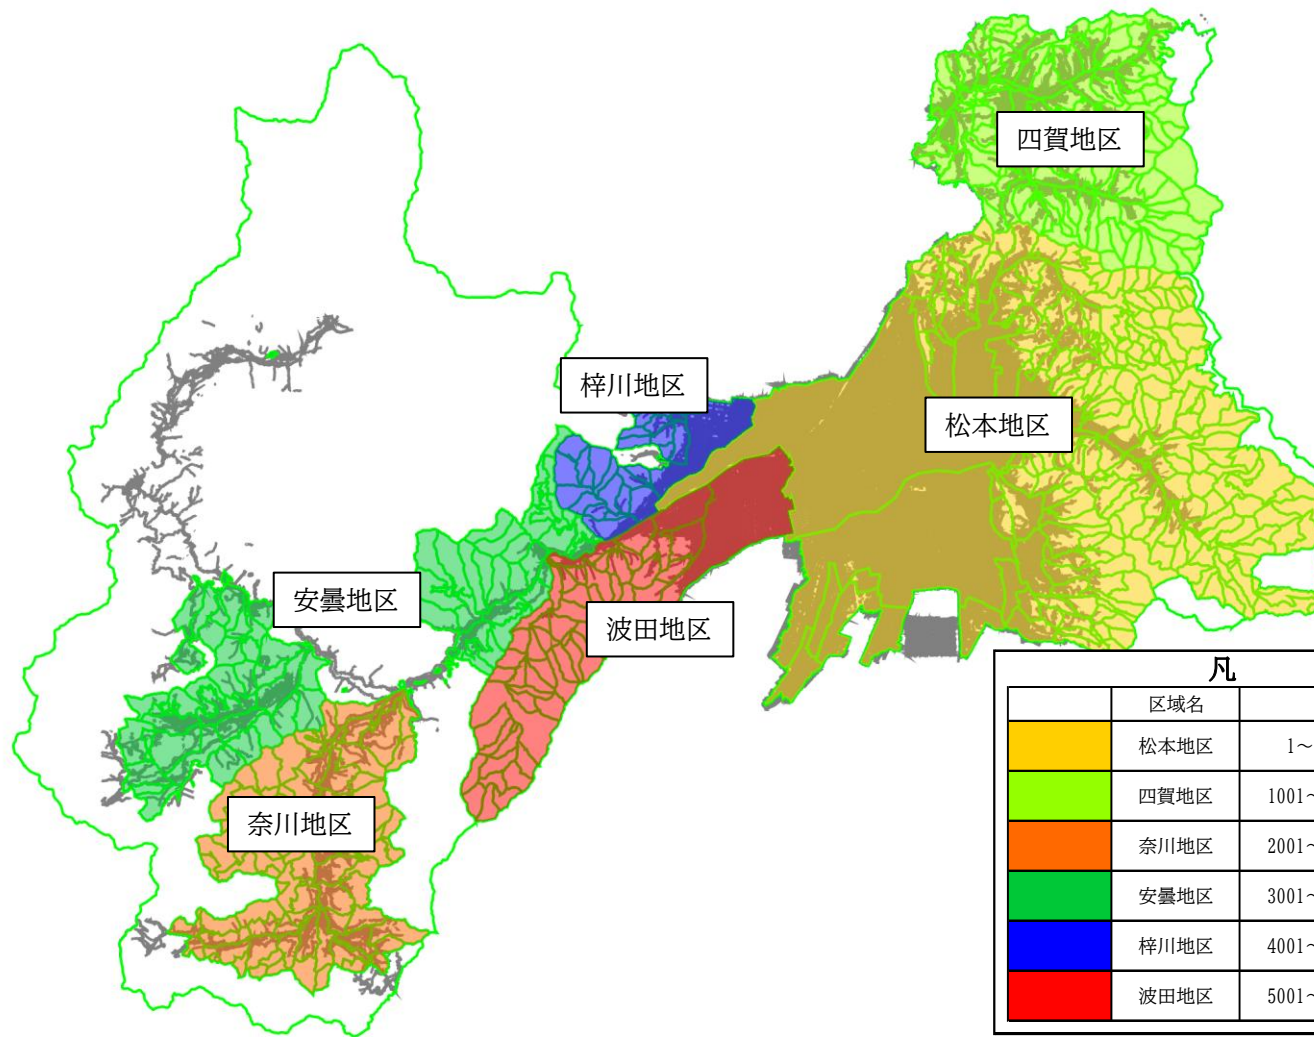 四賀地区
梓川地区
松本地区
安曇地区
波田地区
奈川地区
凡
区域名
松本地区 1~
四賀地区 1001~
奈川地区 2001~
安曇地区 3001~
梓川地区 4001~
波田地区 5001~